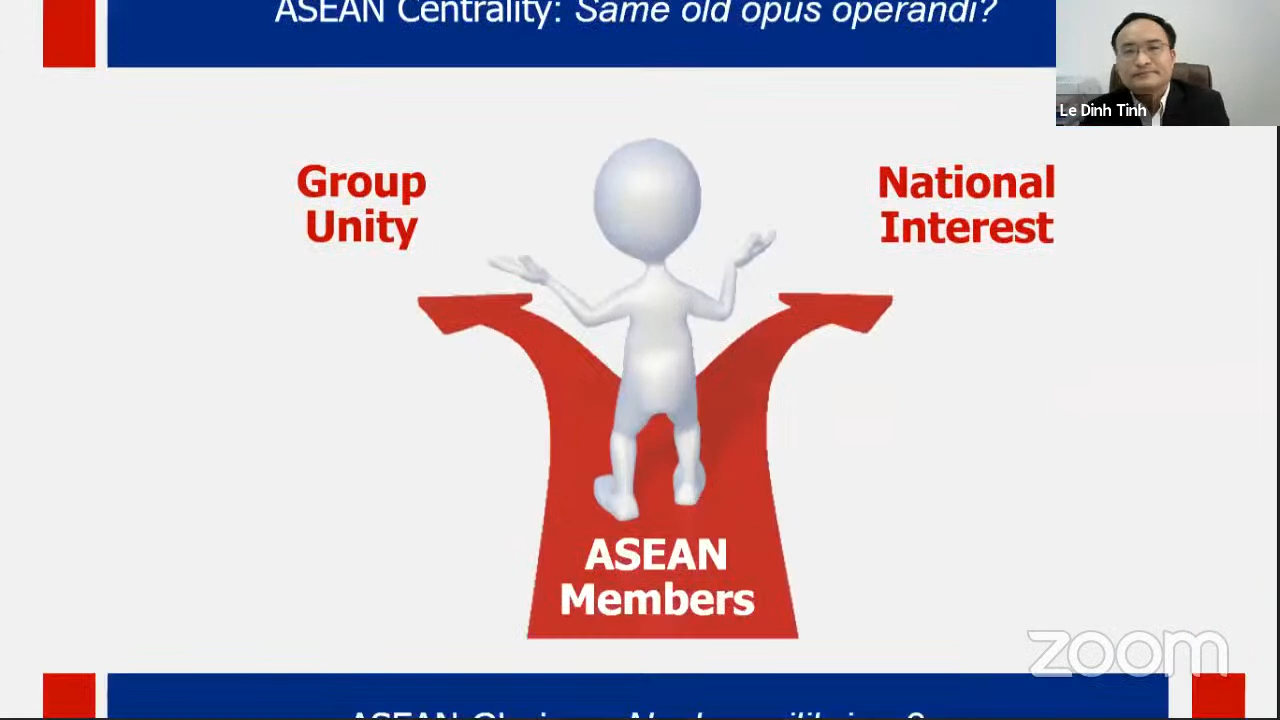 ASEAN Centrality: Same old opus operandi?
Le Dinh Tinh
Group
Unity
National
Interest
ASEAN
Members
zoom